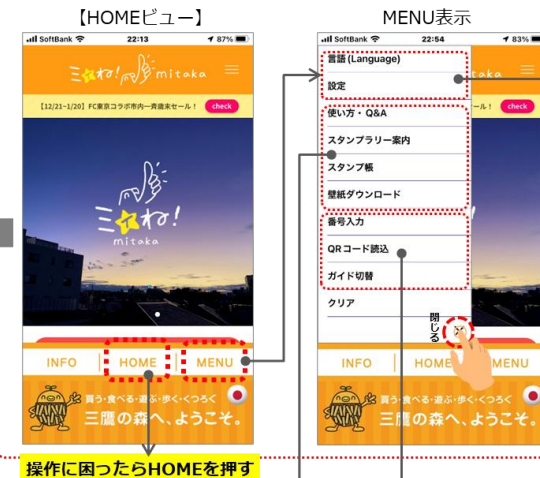 【HOMEビュー】
MENU表示
SoftBank 22:13 87%
三ホね! mitaka
【12/21~1/20】FC東京コラボ市内一斉歳末セール! check
三ホね!
mitaka
INFO HOME MENU
買う・食べる・遊ぶ・歩く・くつろぐ
三鷹の森へ、ようこそ。
操作に困ったらHOMEを押す
SoftBank 22:54 83%
taka
ール! check
言語 (Language)
設定
使い方・Q&A
スタンプラリー案内
スタンプ帳
壁紙ダウンロード
番号入力
QRコード読込
ガイド切替
クリア
閉じる
INFO HOME MENU
買う・食べる・遊ぶ・歩く・くつろぐ
三鷹の森へ、ようこそ。